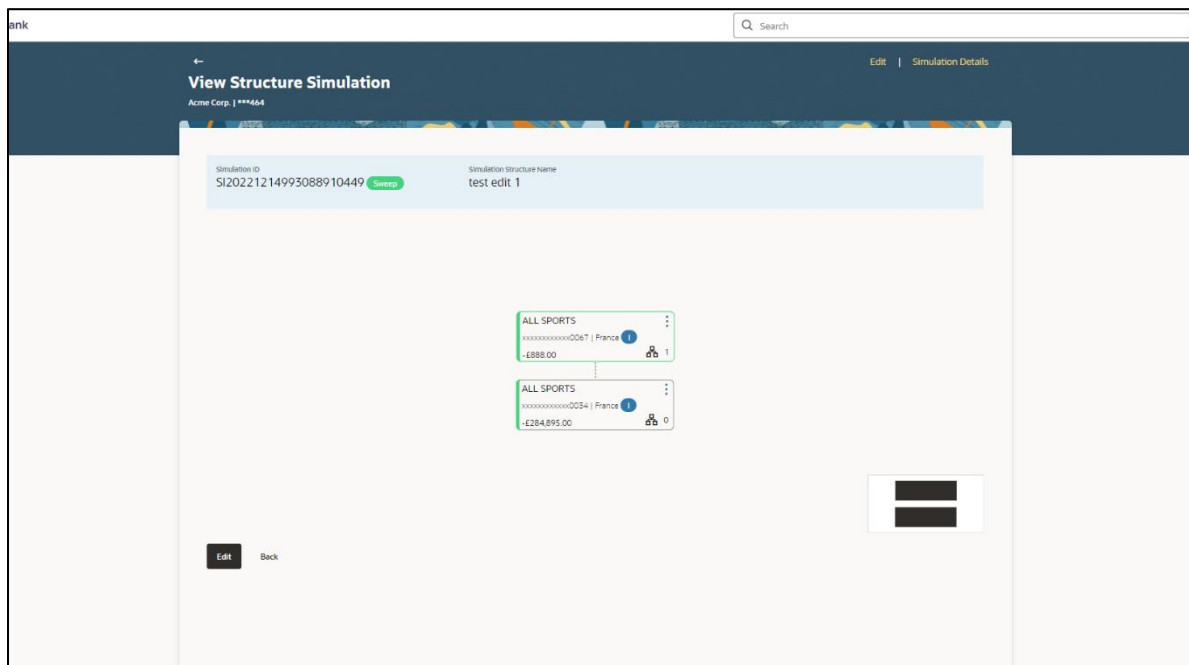 ank
Search
←
Edit | Simulation Details
View Structure Simulation
Acme Corp. | ***464
Simulation ID
Simulation Structure Name
SI20221214993088910449 Sweep
test edit 1
ALL SPORTS
xxxxxxxxxxxx0067 | France I
-£888.00
1
ALL SPORTS
xxxxxxxxxxxx0034 | France I
-£284,895.00
0
Edit
Back